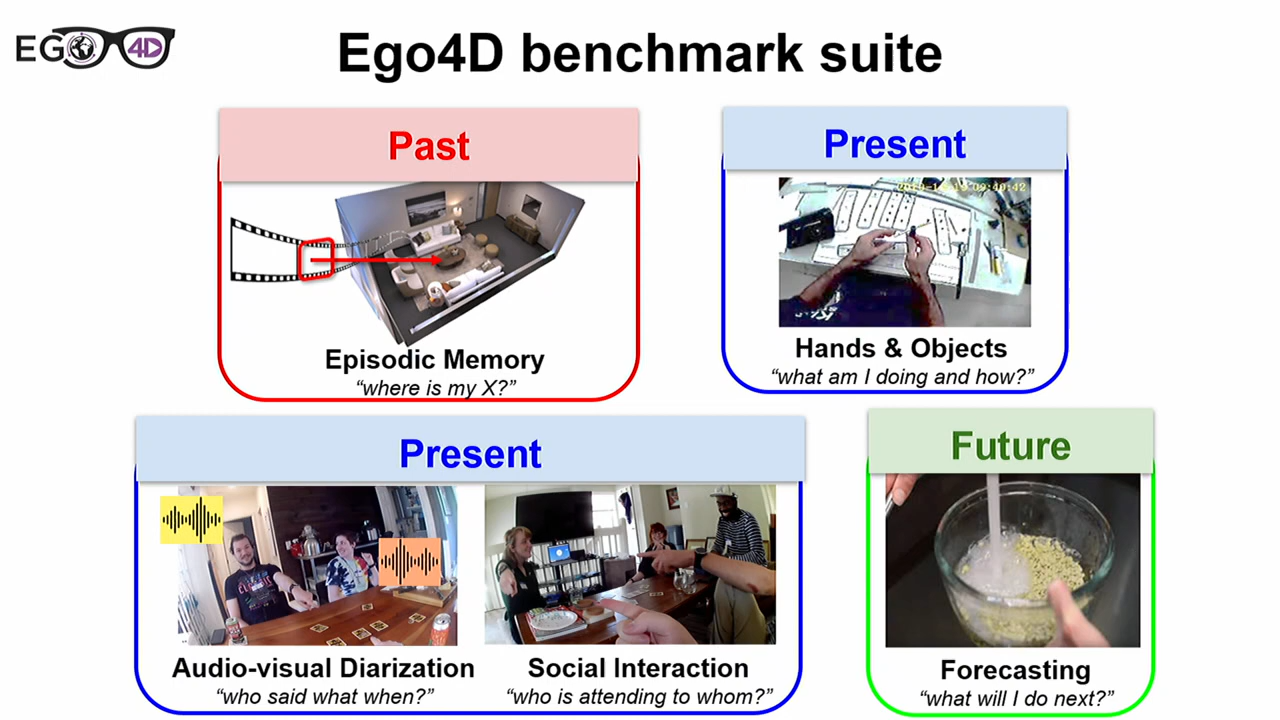 EGO 4D
Ego4D benchmark suite
Past
Episodic Memory
“where is my X?”
Present
Hands & Objects
“what am I doing and how?”
Present
Audio-visual Diarization
“who said what when?”
Social Interaction
“who is attending to whom?”
Future
Forecasting
“what will I do next?”